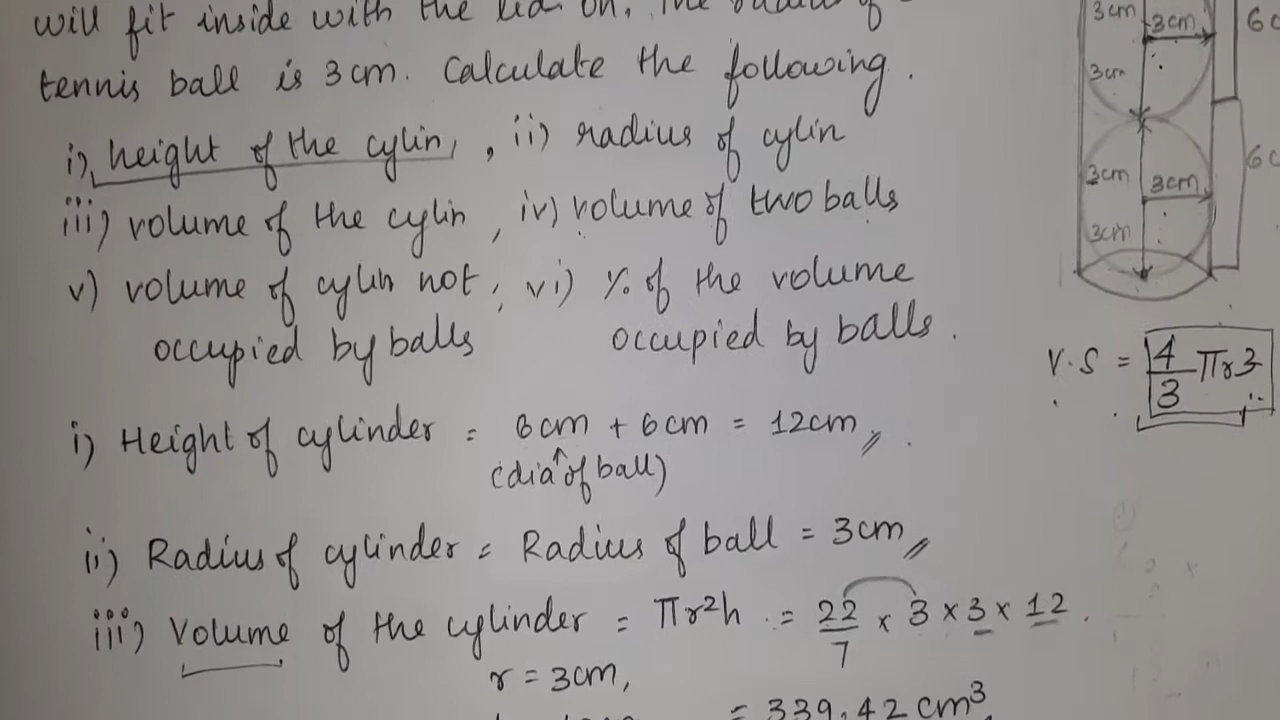 will fit inside with the lid on. The radius of
tennis ball is 3cm. Calculate the following.
i), height of the cylin, , ii) radius of cylin
iii) volume of the cylin , iv) volume of two balls
v) volume of cylin not , vi) % of the volume
occupied by balls occupied by balls.
i) Height of cylinder = 6cm + 6cm = 12cm, .
(dia of ball)
ii) Radius of cylinder = Radius of ball = 3cm,
iii) Volume of the cylinder = πr²h = 22/7 × 3 × 3 × 12.
r = 3cm,
= 339.42 cm³
3cm 3cm
3cm
3cm 3cm
3cm
V.S = 4/3 πr3